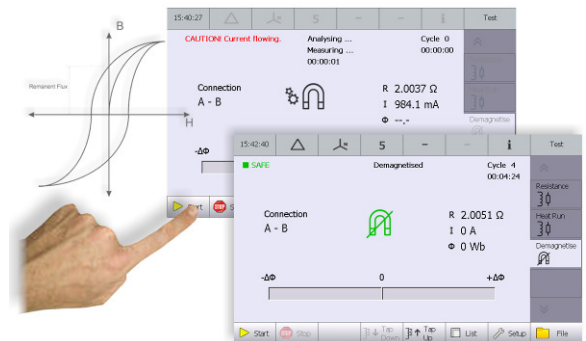 B
Remanent Flux
H
15:40:27
5
-
-
i
Test
CAUTION! Current flowing.
Analysing ...
Measuring ...
00:00:01
Cycle 0
00:00:00
Connection
A - B
R 2.0037 Ω
I 984.1 mA
Φ --.-
Demagnetise
-ΔΦ
15:42:40
5
-
-
i
Test
SAFE
Demagnetised
Cycle 4
00:04:24
Resistance
Heat Run
Demagnetise
Connection
A - B
R 2.0051 Ω
I 0 A
Φ 0 Wb
-ΔΦ
0
+ΔΦ
STOP
Start
STOP
Stop
Tap Down
Tap Up
List
Setup
File